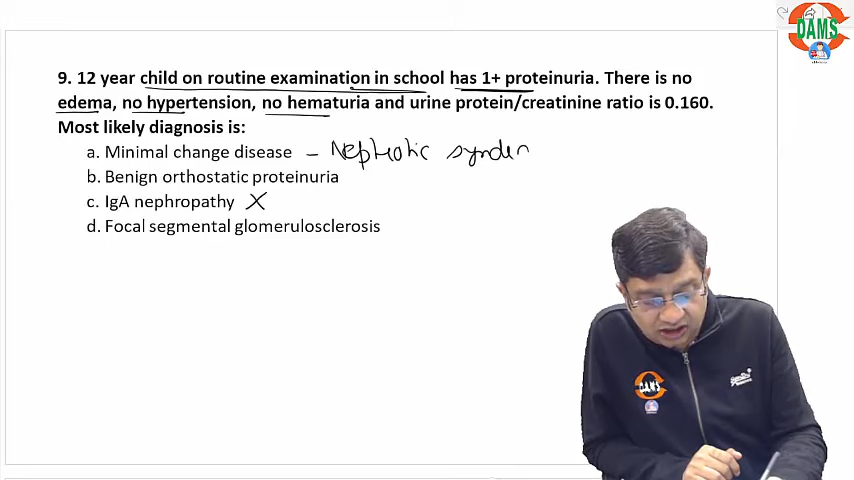 DAMS
9. 12 year child on routine examination in school has 1+ proteinuria. There is no
edema, no hypertension, no hematuria and urine protein/creatinine ratio is 0.160.
Most likely diagnosis is:
a. Minimal change disease – Nephrotic syndem
b. Benign orthostatic proteinuria
c. IgA nephropathy X
d. Focal segmental glomerulosclerosis
DAMS